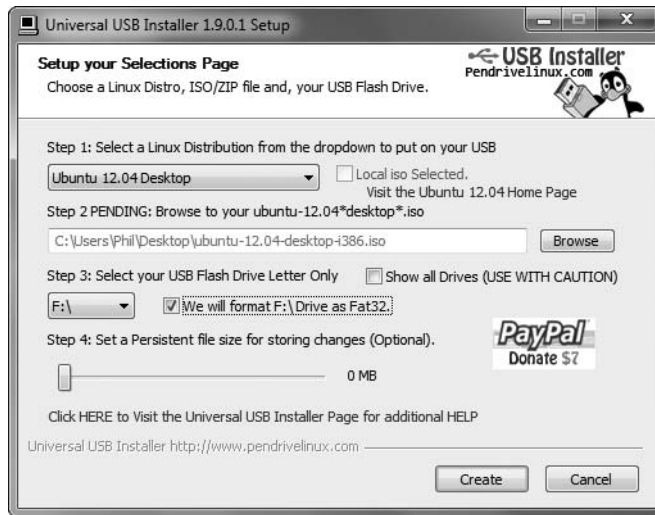 Universal USB Installer 1.9.0.1 Setup
Setup your Selections Page
Choose a Linux Distro, ISO/ZIP file and, your USB Flash Drive.
USB Installer
Pendrivelinux.com
Step 1: Select a Linux Distribution from the dropdown to put on your USB
Ubuntu 12.04 Desktop
Local iso Selected.
Visit the Ubuntu 12.04 Home Page
Step 2 PENDING: Browse to your ubuntu-12.04*desktop*.iso
C:\Users\Phil\Desktop\ubuntu-12.04-desktop-i386.iso
Browse
Step 3: Select your USB Flash Drive Letter Only
Show all Drives (USE WITH CAUTION)
F:\
We will format F:\ Drive as Fat32.
Step 4: Set a Persistent file size for storing changes (Optional).
PayPal
Donate $7
0 MB
Click HERE to Visit the Universal USB Installer Page for additional HELP
Universal USB Installer http://www.pendrivelinux.com
Create
Cancel